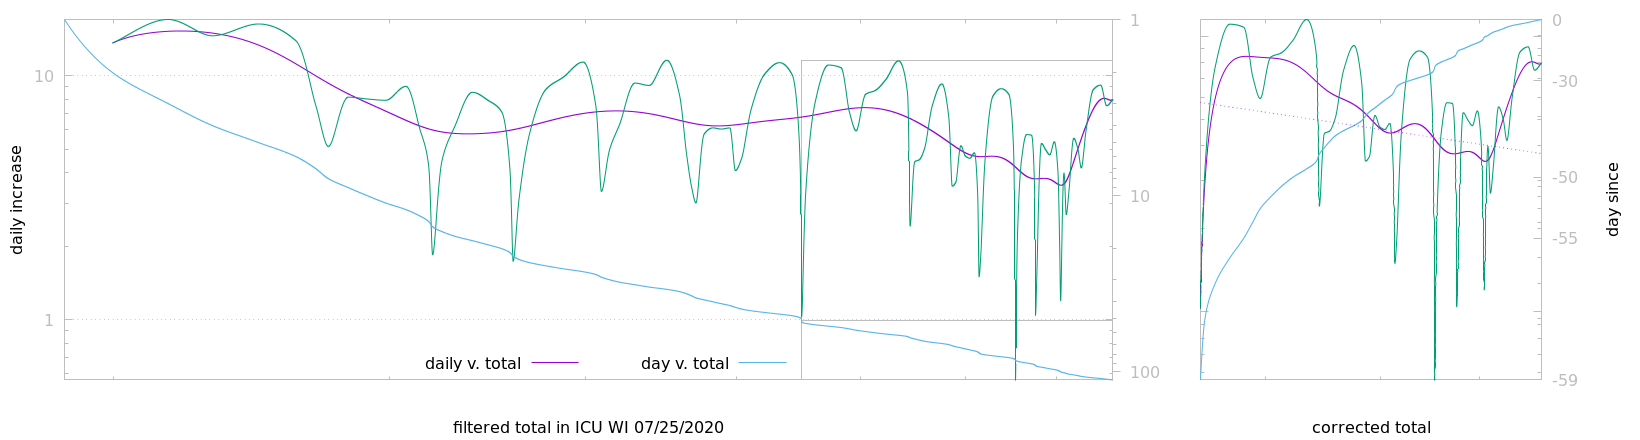 daily increase
10
1
daily v. total
day v. total
1
10
100
filtered total in ICU WI 07/25/2020
0
-30
-50
-55
-59
day since
corrected total